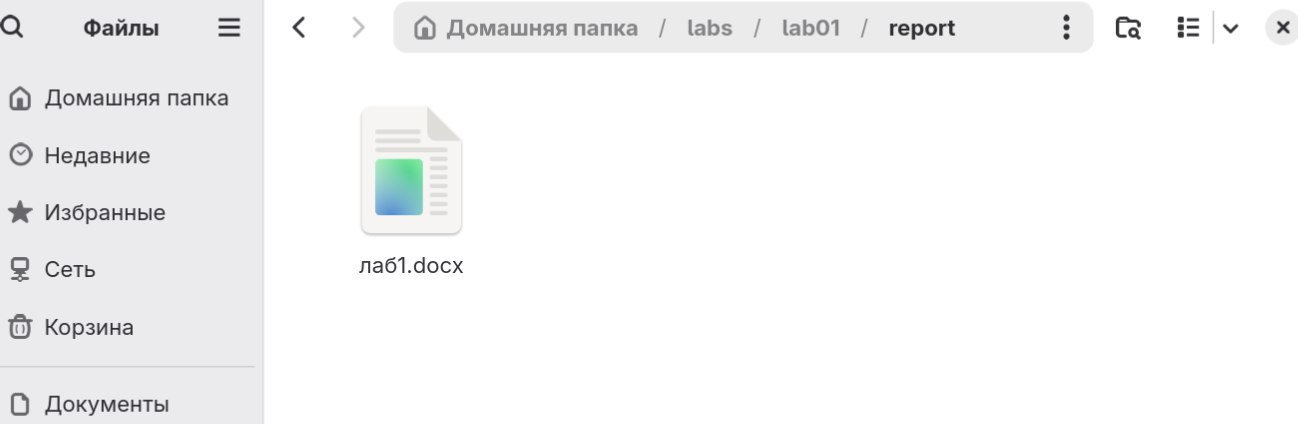 Файлы
Домашняя папка / labs / lab01 / report
Домашняя папка
Недавние
Избранные
Сеть
Корзина
Документы
лаб1.docx